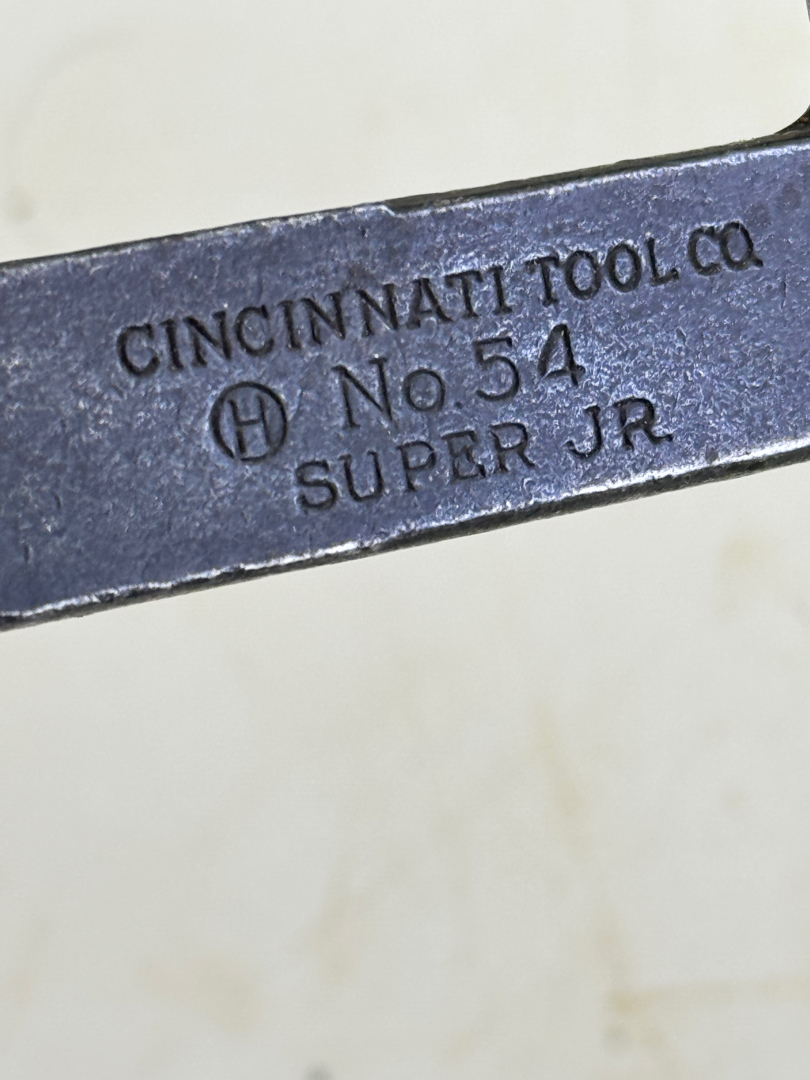 CINCINNATI TOOL CO.
Ⓗ No. 54
SUPER JR.